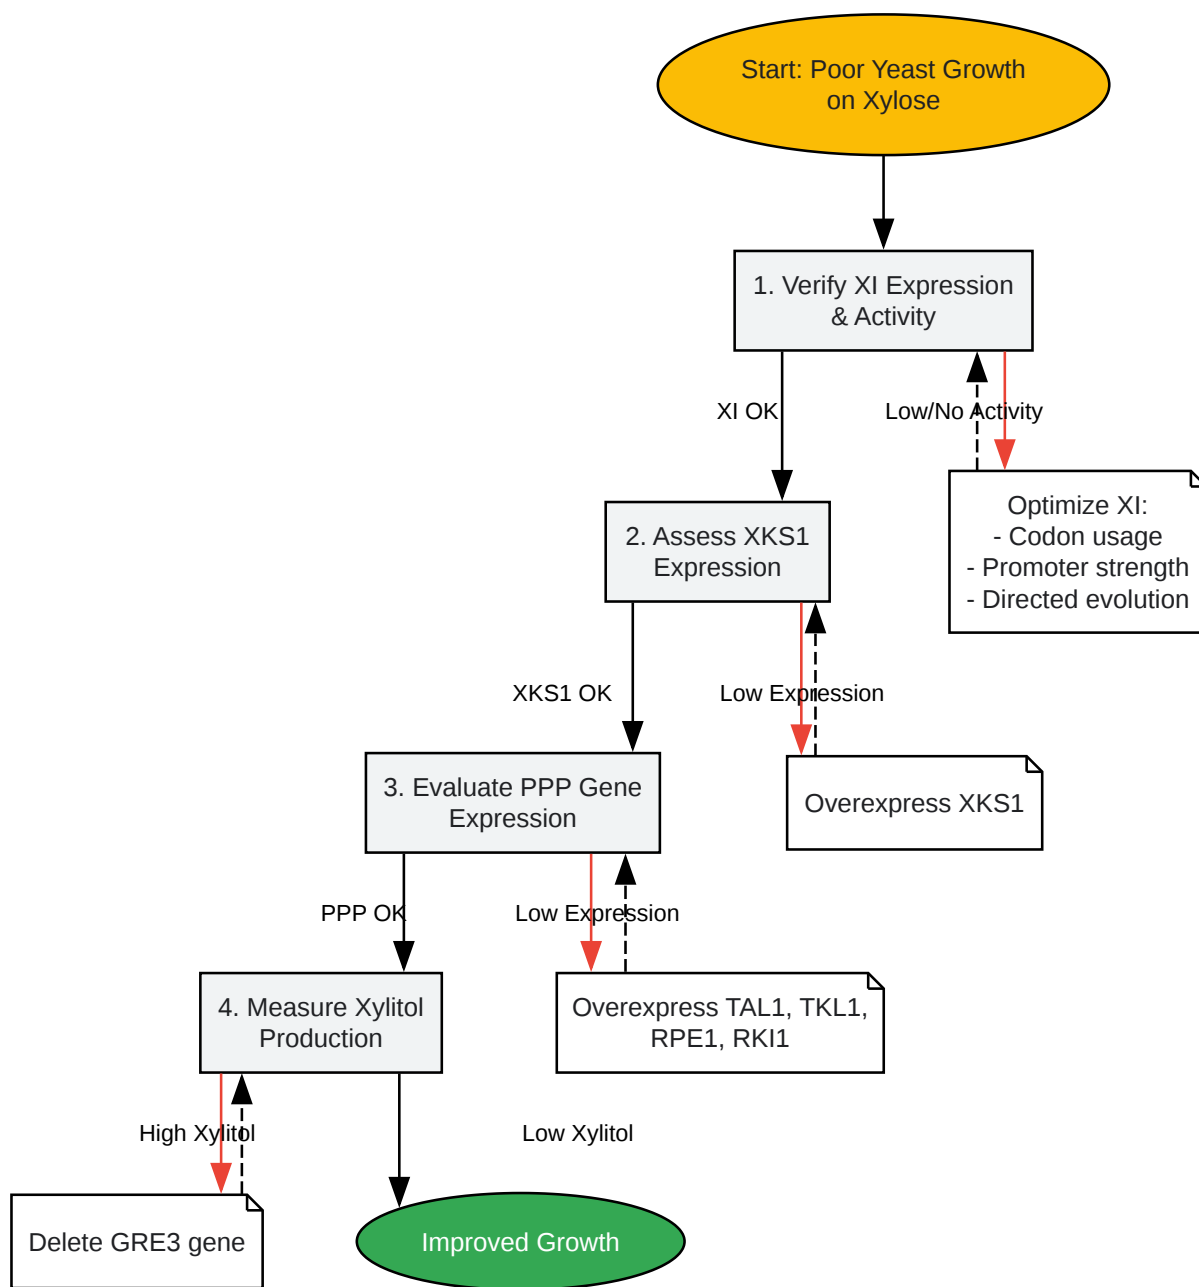 Start: Poor Yeast Growth
on Xylose
1. Verify XI Expression
& Activity
XI OK
Low/No Activity
Optimize XI:
- Codon usage
- Promoter strength
- Directed evolution
2. Assess XKS1
Expression
XKS1 OK
Low Expression
Overexpress XKS1
3. Evaluate PPP Gene
Expression
PPP OK
Low Expression
Overexpress TAL1, TKL1,
RPE1, RKI1
4. Measure Xylitol
Production
High Xylitol
Low Xylitol
Delete GRE3 gene
Improved Growth